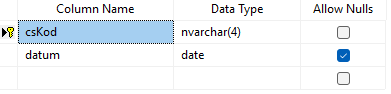 Column Name Data Type Allow Nulls
csKod nvarchar(4)
datum date